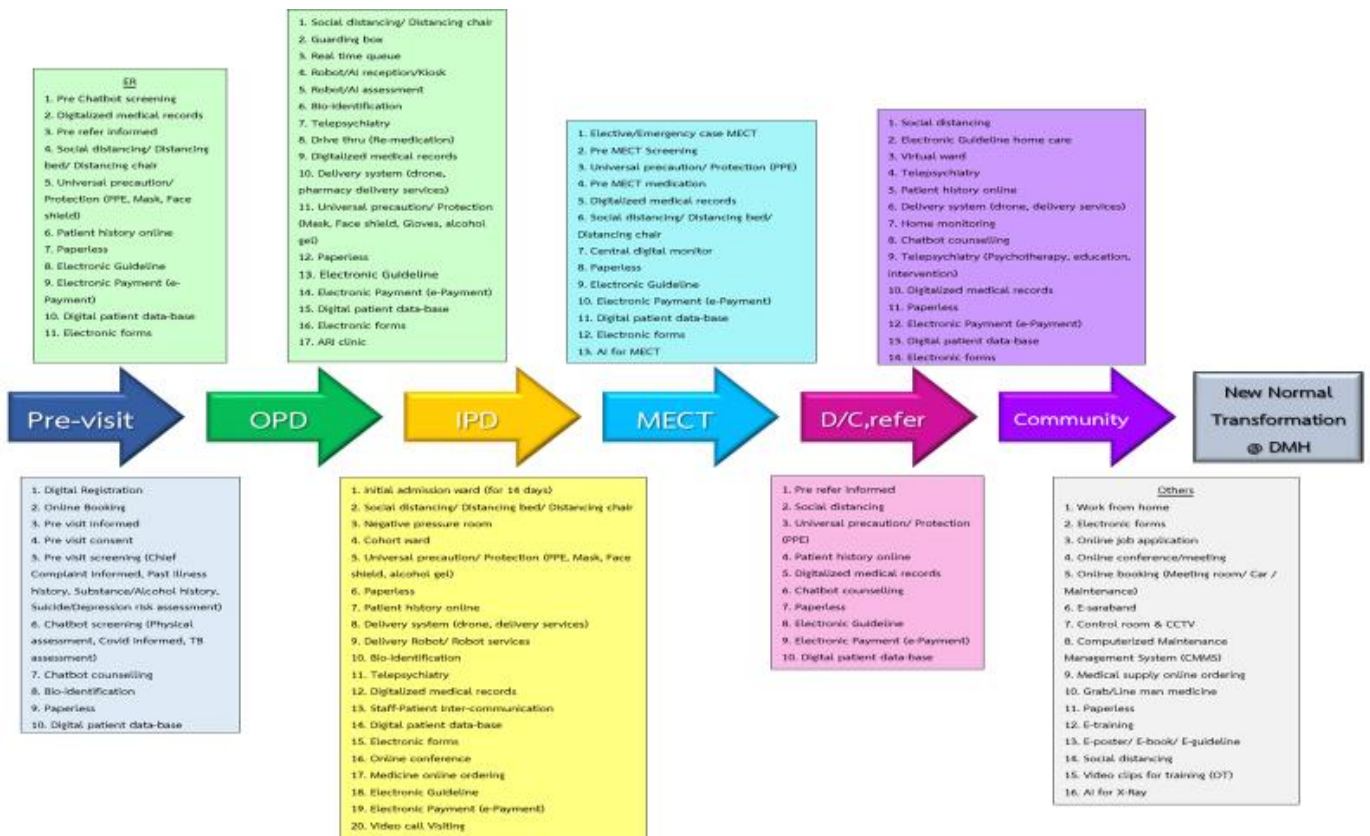 ER
1. Pre Chatbot screening
2. Digitalized medical records
3. Pre refer informed
4. Social distancing/ Distancing
bed/ Distancing chair
5. Universal precaution/
Protection (PPE, Mask, Face
shield)
6. Patient history online
7. Paperless
8. Electronic Guideline
9. Electronic Payment (e-
Payment)
10. Digital patient data-base
11. Electronic forms
1. Social distancing/ Distancing chair
2. Guarding box
3. Real time queue
4. Robot/AI reception/Kiosk
5. Robot/AI assessment
6. Bio-identification
7. Telepsychiatry
8. Drive thru (Re-medication)
9. Digitalized medical records
10. Delivery system (drone,
pharmacy delivery services)
11. Universal precaution/ Protection
(Mask, Face shield, Gloves, alcohol
gel)
12. Paperless
13. Electronic Guideline
14. Electronic Payment (e-Payment)
15. Digital patient data-base
16. Electronic forms
17. ARI clinic
1. Elective/Emergency case MECT
2. Pre MECT Screening
3. Universal precaution/ Protection (PPE)
4. Pre MECT medication
5. Digitalized medical records
6. Social distancing/ Distancing bed/
Distancing chair
7. Central digital monitor
8. Paperless
9. Electronic Guideline
10. Electronic Payment (e-Payment)
11. Digital patient data-base
12. Electronic forms
13. AI for MECT
1. Social distancing
2. Electronic Guideline home care
3. Virtual ward
4. Telepsychiatry
5. Patient history online
6. Delivery system (drone, delivery services)
7. Home monitoring
8. Chatbot counselling
9. Telepsychiatry (Psychotherapy, education,
intervention)
10. Digitalized medical records
11. Paperless
12. Electronic Payment (e-Payment)
13. Digital patient data-base
14. Electronic forms
Pre-visit
OPD
IPD
MECT
D/C,refer
Community
New Normal
Transformation
@ DMH
1. Digital Registration
2. Online Booking
3. Pre visit informed
4. Pre visit consent
5. Pre visit screening (Chief
Complaint informed, Past illness
history, Substance/Alcohol history,
Suicide/Depression risk assessment)
6. Chatbot screening (Physical
assessment, Covid informed, TB
assessment)
7. Chatbot counselling
8. Bio-identification
9. Paperless
10. Digital patient data-base
1. Initial admission ward (for 14 days)
2. Social distancing/ Distancing bed/ Distancing chair
3. Negative pressure room
4. Cohort ward
5. Universal precaution/ Protection (PPE, Mask, Face
shield, alcohol gel)
6. Paperless
7. Patient history online
8. Delivery system (drone, delivery services)
9. Delivery Robot/ Robot services
10. Bio-identification
11. Telepsychiatry
12. Digitalized medical records
13. Staff-Patient inter-communication
14. Digital patient data-base
15. Electronic forms
16. Online conference
17. Medicine online ordering
18. Electronic Guideline
19. Electronic Payment (e-Payment)
20. Video call Visiting
1. Pre refer informed
2. Social distancing
3. Universal precaution/ Protection
(PPE)
4. Patient history online
5. Digitalized medical records
6. Chatbot counselling
7. Paperless
8. Electronic Guideline
9. Electronic Payment (e-Payment)
10. Digital patient data-base
Others
1. Work from home
2. Electronic forms
3. Online job application
4. Online conference/meeting
5. Online booking (Meeting room/ Car /
Maintenance)
6. E-saraband
7. Control room & CCTV
8. Computerized Maintenance
Management System (CMMS)
9. Medical supply online ordering
10. Grab/Line man medicine
11. Paperless
12. E-training
13. E-poster/ E-book/ E-guideline
14. Social distancing
15. Video clips for training (OT)
16. AI for X-Ray